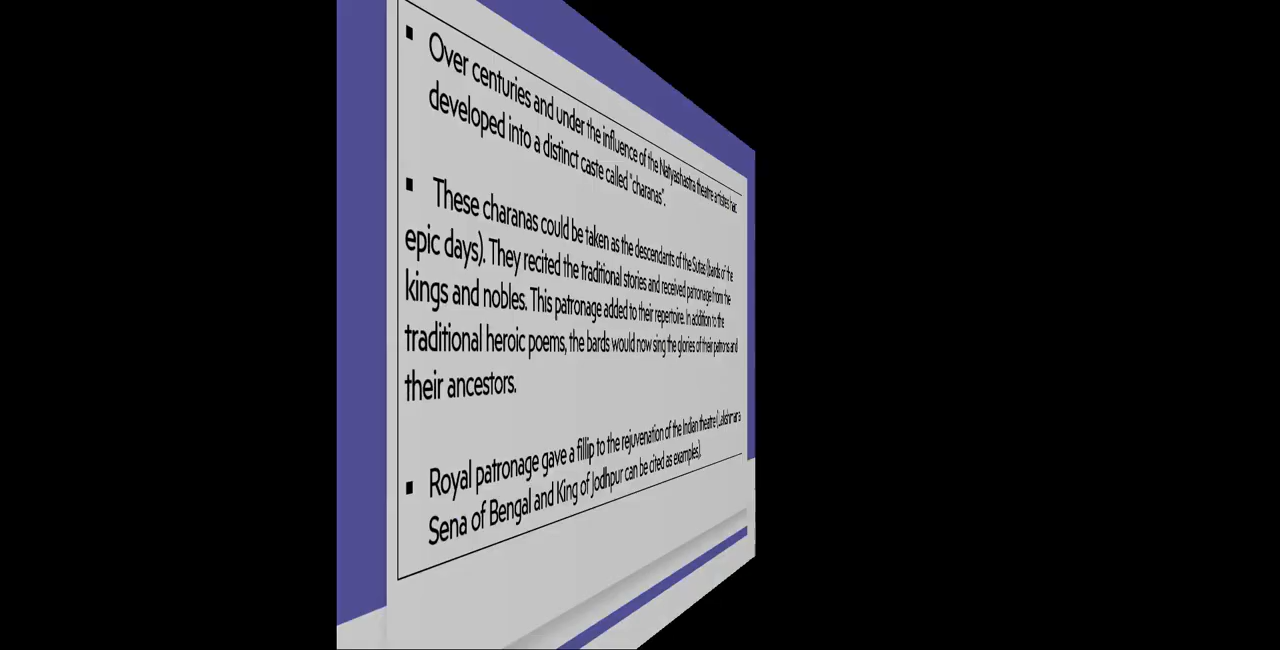 ▪ Over centuries and under the influence of the Natyashastra theatre artistes had
developed into a distinct caste called "charanas".
▪ These charanas could be taken as the descendants of the Sutas (bards of the
epic days). They recited the traditional stories and received patronage from the
kings and nobles. This patronage added to their repertoire. In addition to the
traditional heroic poems, the bards would now sing the glories of their patrons and
their ancestors.
▪ Royal patronage gave a fillip to the rejuvenation of the Indian theatre (Lakshmana
Sena of Bengal and King of Jodhpur can be cited as examples).